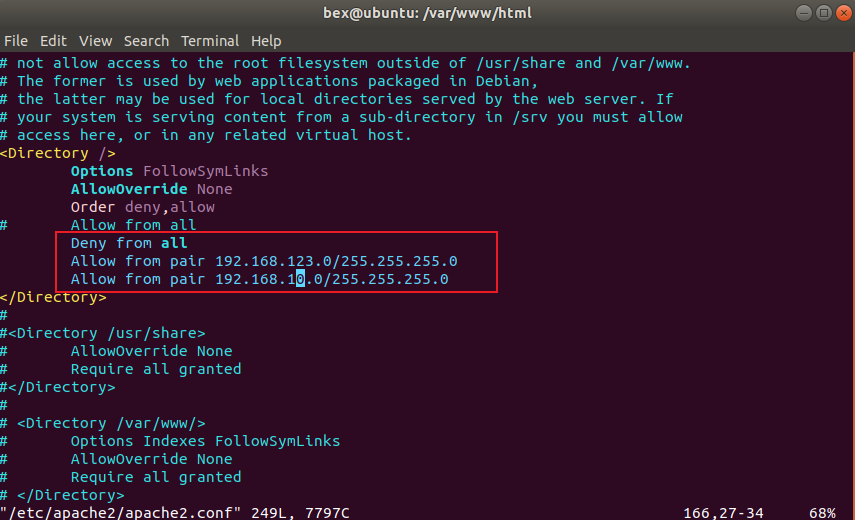 bex@ubuntu: /var/www/html
File Edit View Search Terminal Help
# not allow access to the root filesystem outside of /usr/share and /var/www.
# The former is used by web applications packaged in Debian,
# the latter may be used for local directories served by the web server. If
# your system is serving content from a sub-directory in /srv you must allow
# access here, or in any related virtual host.
<Directory />
        Options FollowSymLinks
        AllowOverride None
        Order deny,allow
#       Allow from all
        Deny from all
        Allow from pair 192.168.123.0/255.255.255.0
        Allow from pair 192.168.10.0/255.255.255.0
</Directory>
#
#<Directory /usr/share>
#       AllowOverride None
#       Require all granted
#</Directory>
#
# <Directory /var/www/>
#       Options Indexes FollowSymLinks
#       AllowOverride None
#       Require all granted
# </Directory>
"/etc/apache2/apache2.conf" 249L, 7797C 166,27-34 68%